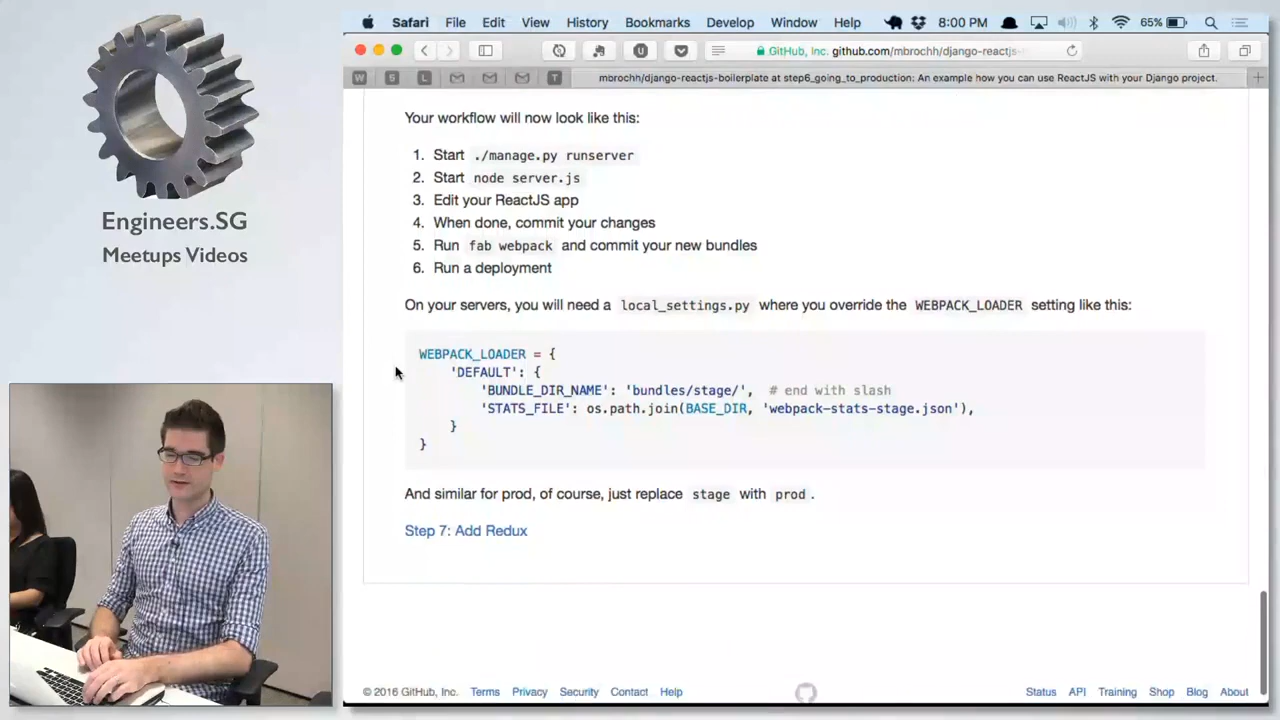 Engineers.SG
Meetups Videos
Safari File Edit View History Bookmarks Develop Window Help 8:00 PM 65%
GitHub, Inc. github.com/mbrochh/django-reactjs-
W 5 L T mbrochh/django-reactjs-boilerplate at step6_going_to_production: An example how you can use ReactJS with your Django project.
Your workflow will now look like this:
1. Start ./manage.py runserver
2. Start node server.js
3. Edit your ReactJS app
4. When done, commit your changes
5. Run fab webpack and commit your new bundles
6. Run a deployment
On your servers, you will need a local_settings.py where you override the WEBPACK_LOADER setting like this:
WEBPACK_LOADER = {
'DEFAULT': {
'BUNDLE_DIR_NAME': 'bundles/stage/', # end with slash
'STATS_FILE': os.path.join(BASE_DIR, 'webpack-stats-stage.json'),
}
}
And similar for prod, of course, just replace stage with prod.
Step 7: Add Redux
© 2016 GitHub, Inc. Terms Privacy Security Contact Help Status API Training Shop Blog About